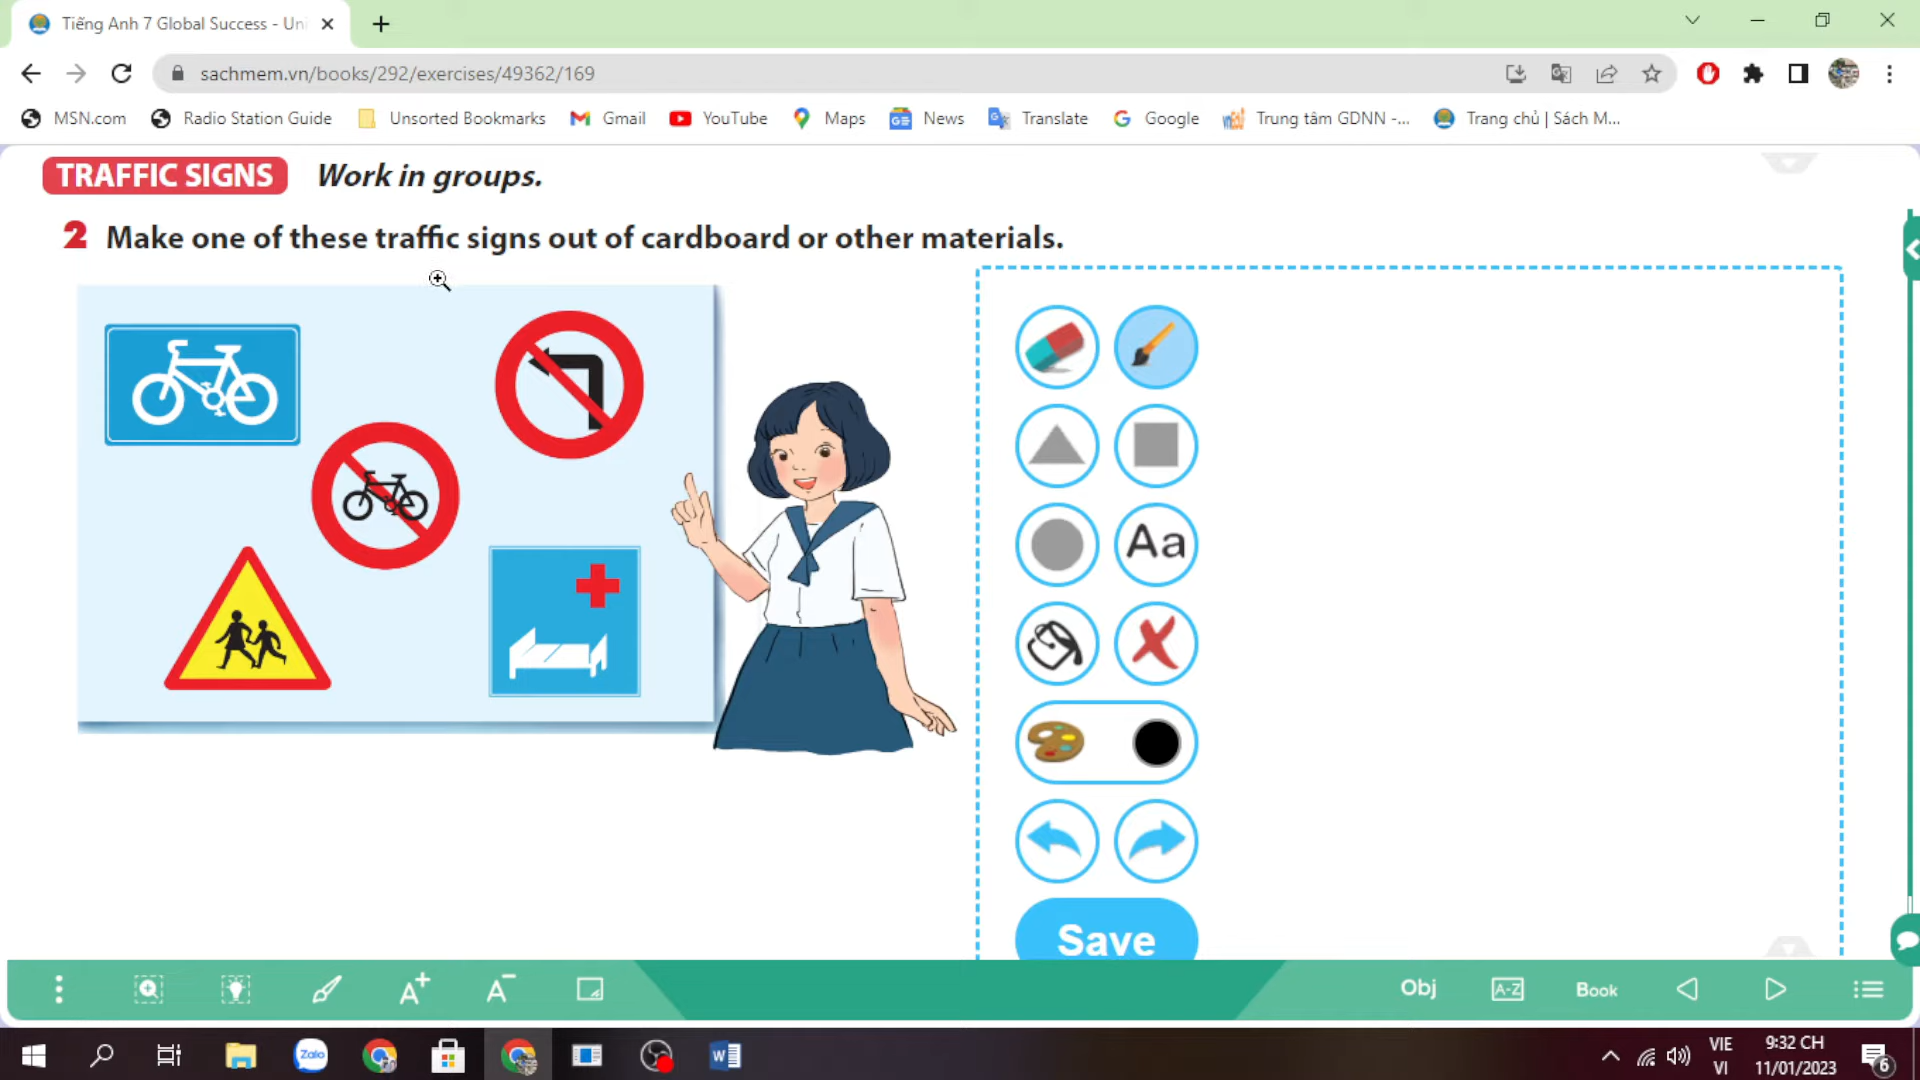 Tiếng Anh 7 Global Success - Uni
sachmem.vn/books/292/exercises/49362/169
MSN.com Radio Station Guide Unsorted Bookmarks Gmail YouTube Maps News Translate Google Trung tâm GDNN -... Trang chủ | Sách M...
TRAFFIC SIGNS Work in groups.
2 Make one of these traffic signs out of cardboard or other materials.
Aa
Save
A+ A- Obj A-Z Book
Zalo W VIE 9:32 CH
VI 11/01/2023 6